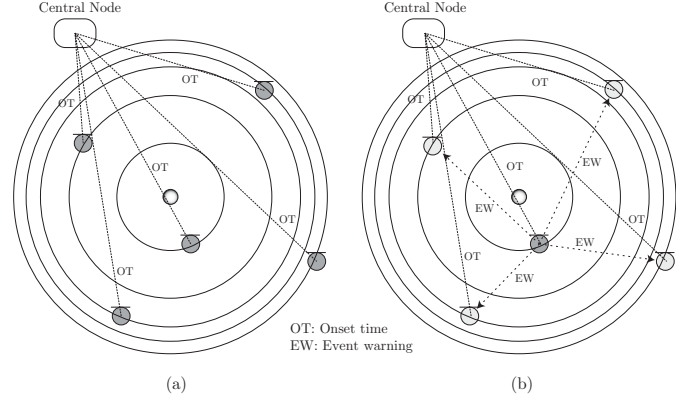 Central Node
Central Node
OT
OT
OT
OT
OT
OT
OT
OT
EW
EW
OT
EW
OT
EW
OT: Onset time
EW: Event warning
(a)
(b)